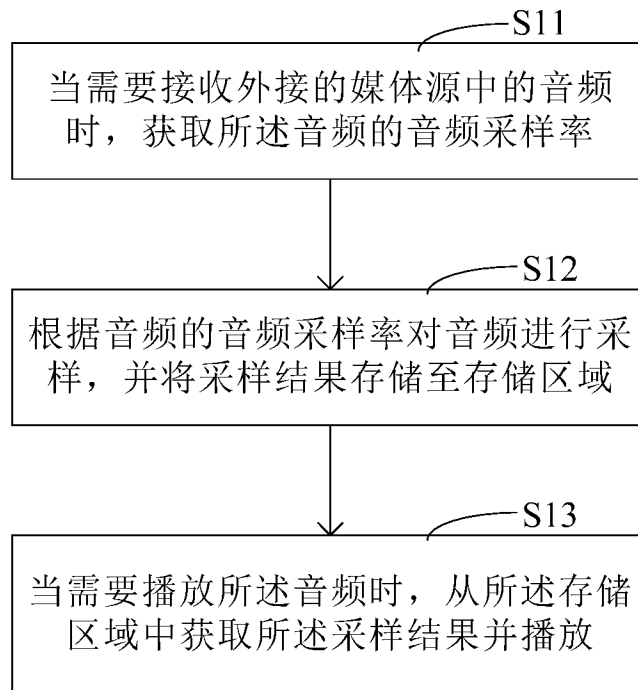 S11
当需要接收外接的媒体源中的音频
时，获取所述音频的音频采样率
S12
根据音频的音频采样率对音频进行采
样，并将采样结果存储至存储区域
S13
当需要播放所述音频时，从所述存储
区域中获取所述采样结果并播放